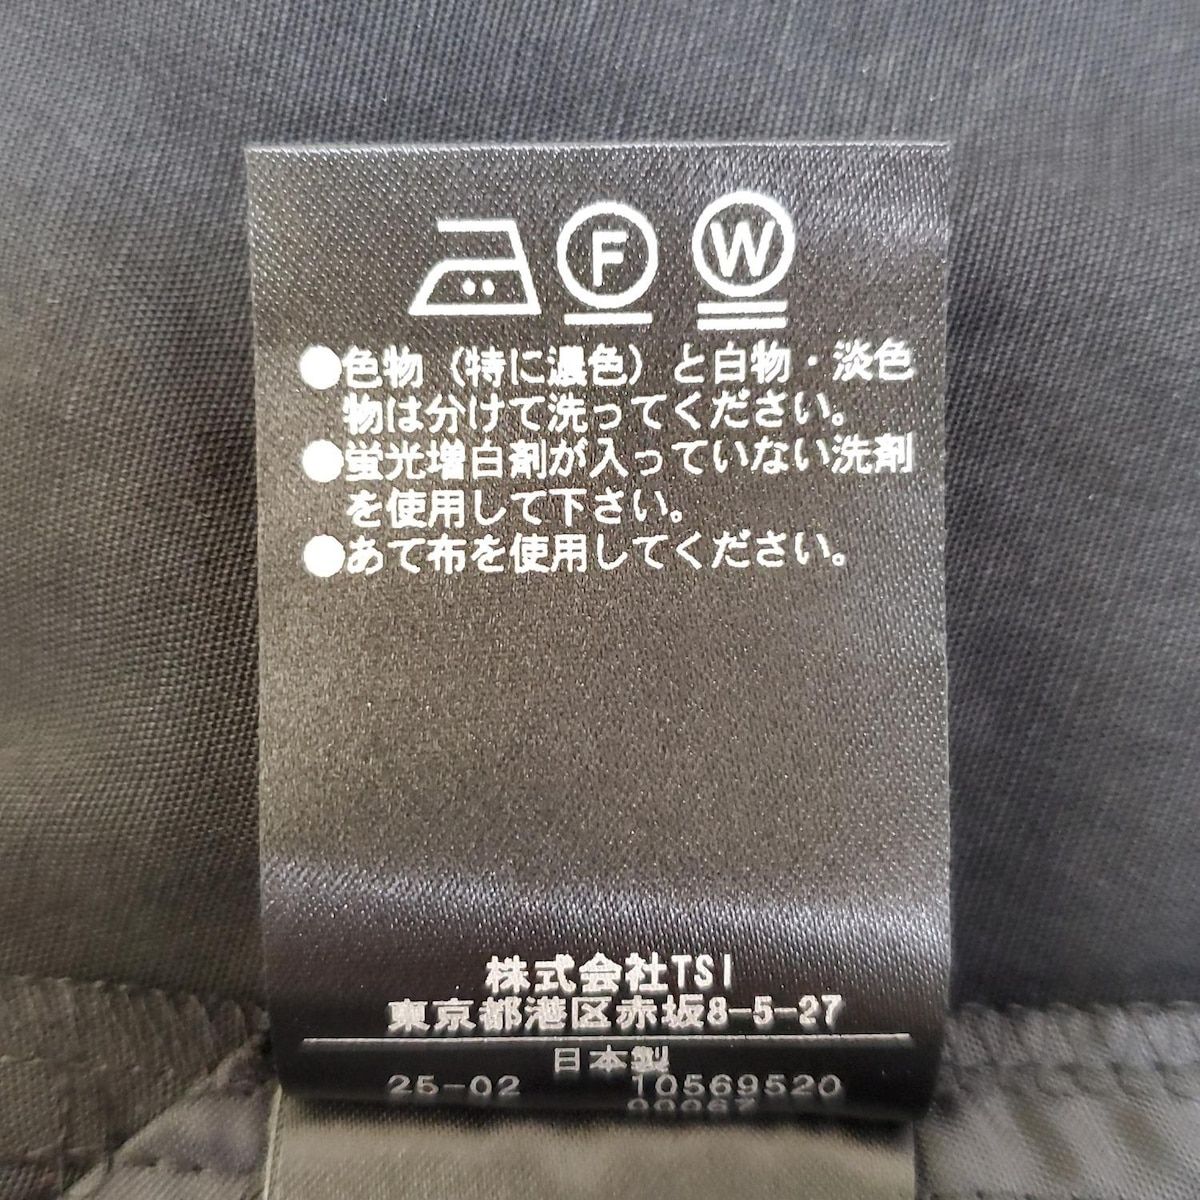 F W
●色物（特に濃色）と白物・淡色
物は分けて洗ってください。
●蛍光増白剤が入っていない洗剤
を使用して下さい。
●あて布を使用してください。
株式会社TSI
東京都港区赤坂8-5-27
日本製
25-02 10569520